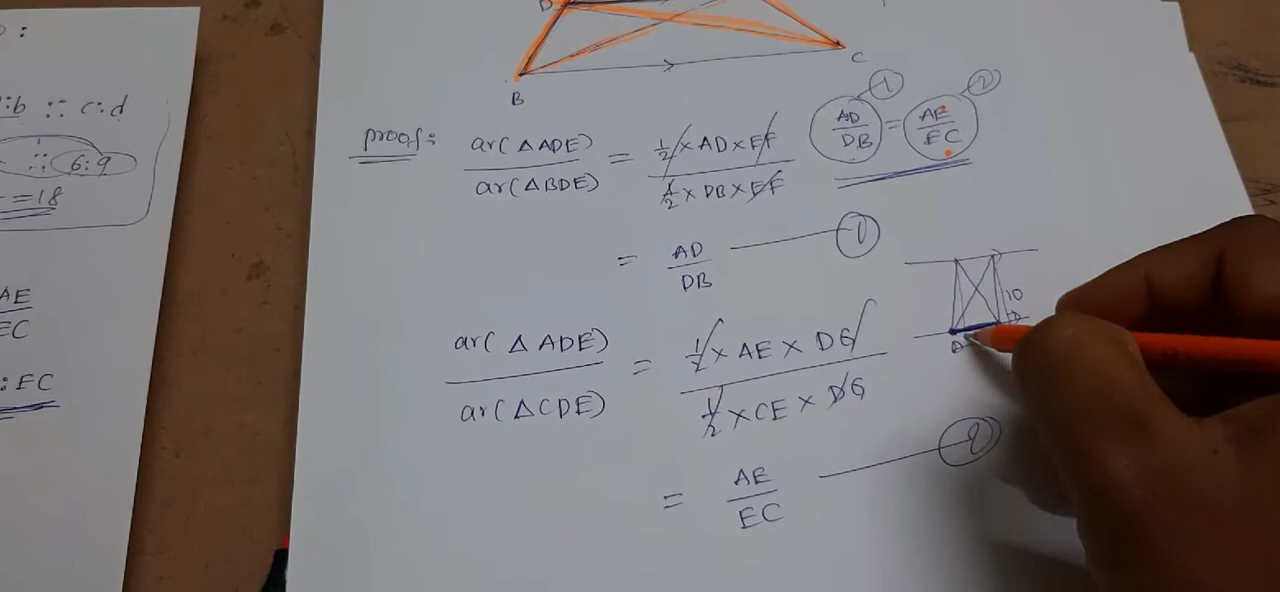 :
:b :: c:d
:: 6:9
=18
AE
EC
:EC
D
C
B
proof: ar(△ADE) / ar(△BDE) = 1/2 × AD × EF / 1/2 × DB × EF
AD/DB = AE/EC
1
2
= AD/DB 1
10
ar(△ADE) / ar(△CDE) = 1/2 × AE × DG / 1/2 × CE × DG
= AE/EC 2